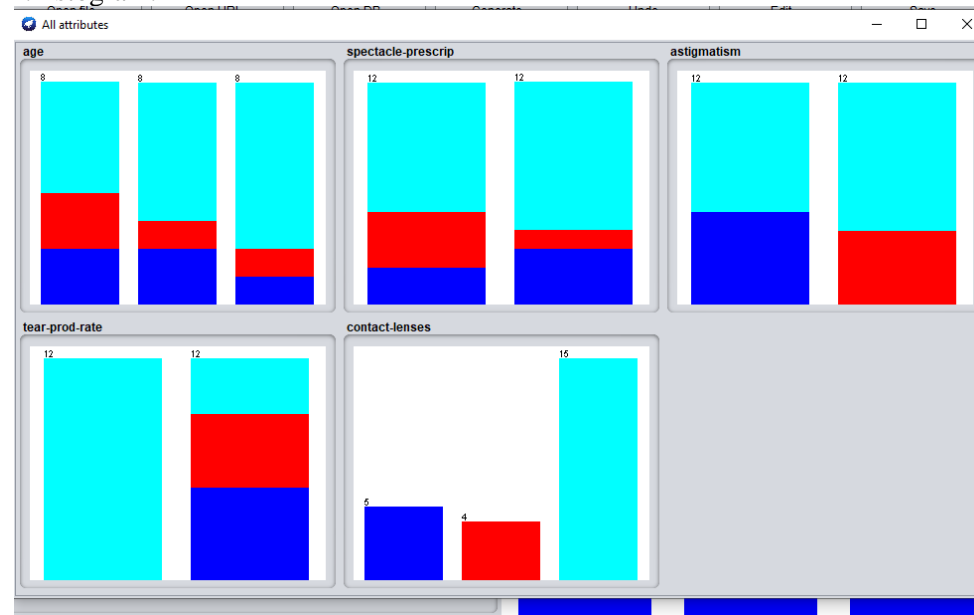 All attributes
age
spectacle-prescrip
astigmatism
8 8 8
12 12
12 12
tear-prod-rate
contact-lenses
12 12
5 4 15